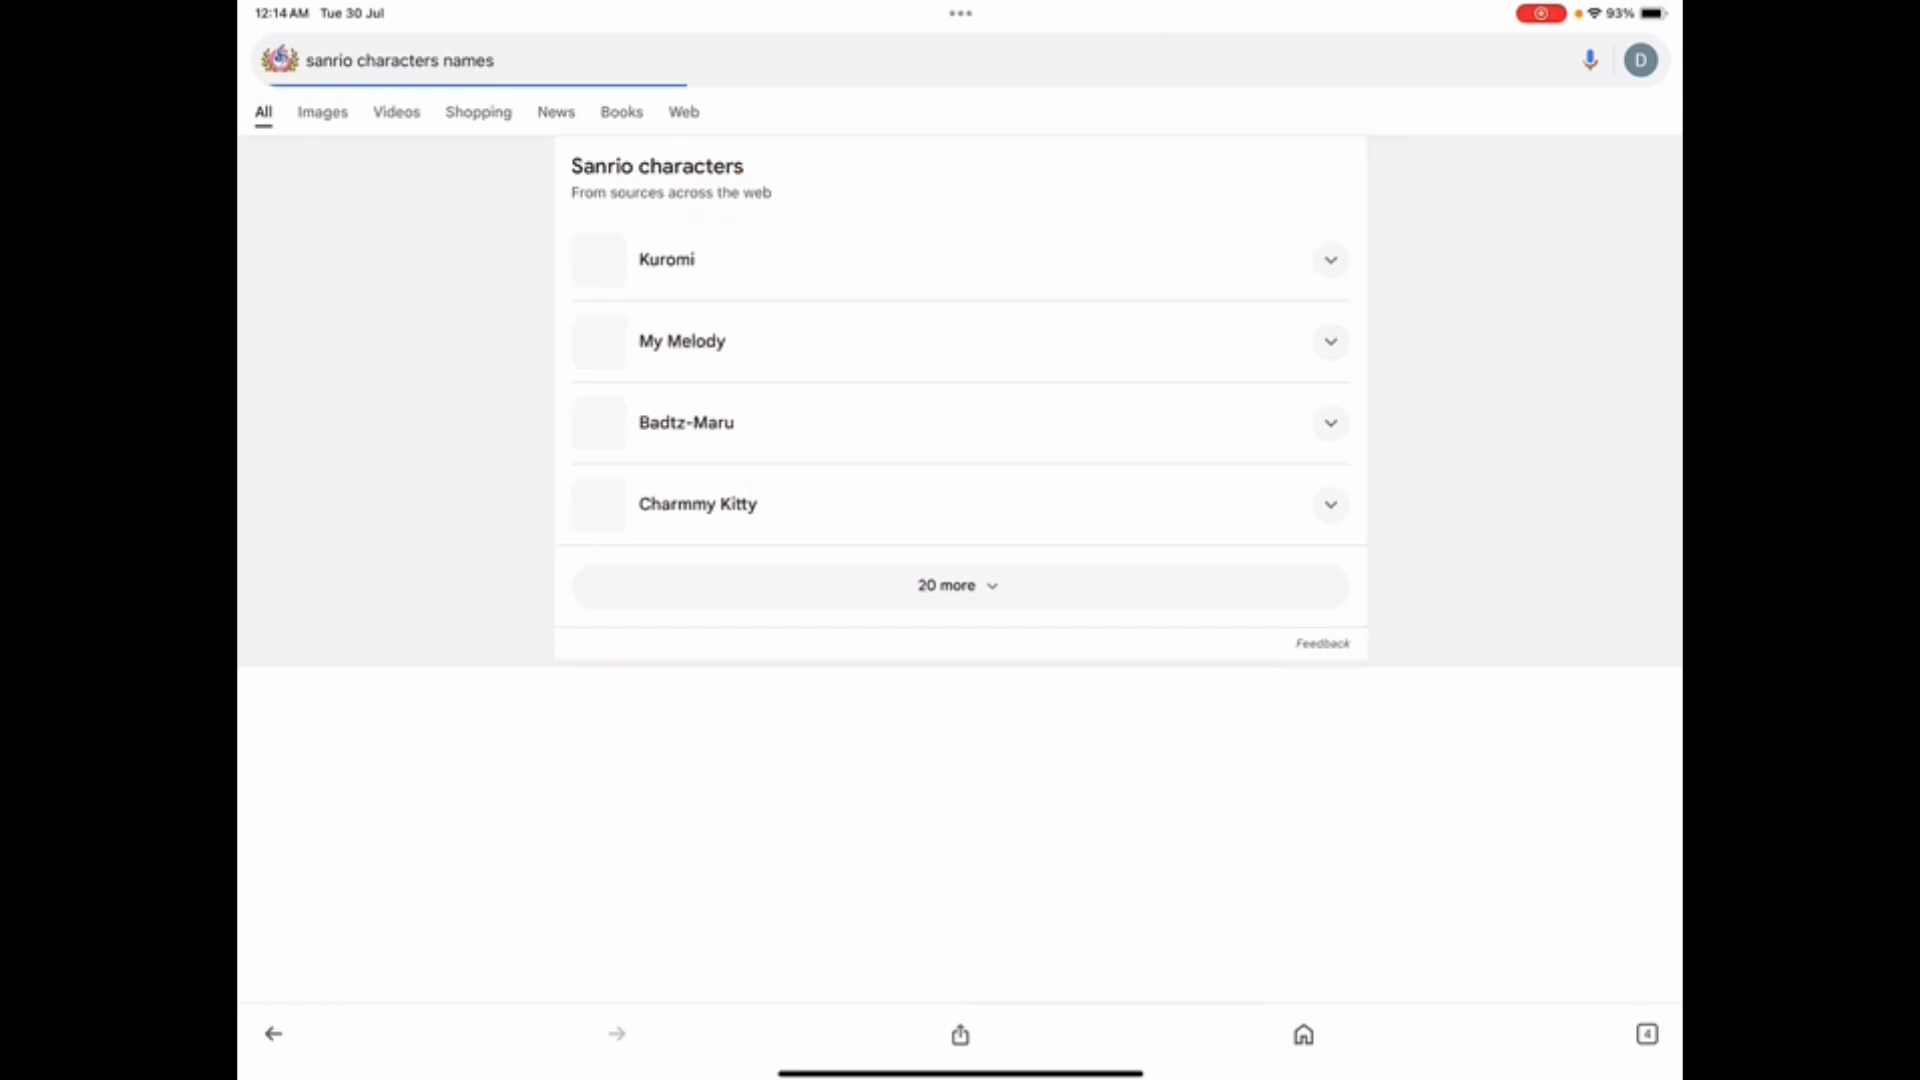 12:14 AM Tue 30 Jul
93%
sanrio characters names
D
All Images Videos Shopping News Books Web
Sanrio characters
From sources across the web
Kuromi
My Melody
Badtz-Maru
Charmmy Kitty
20 more
Feedback
4